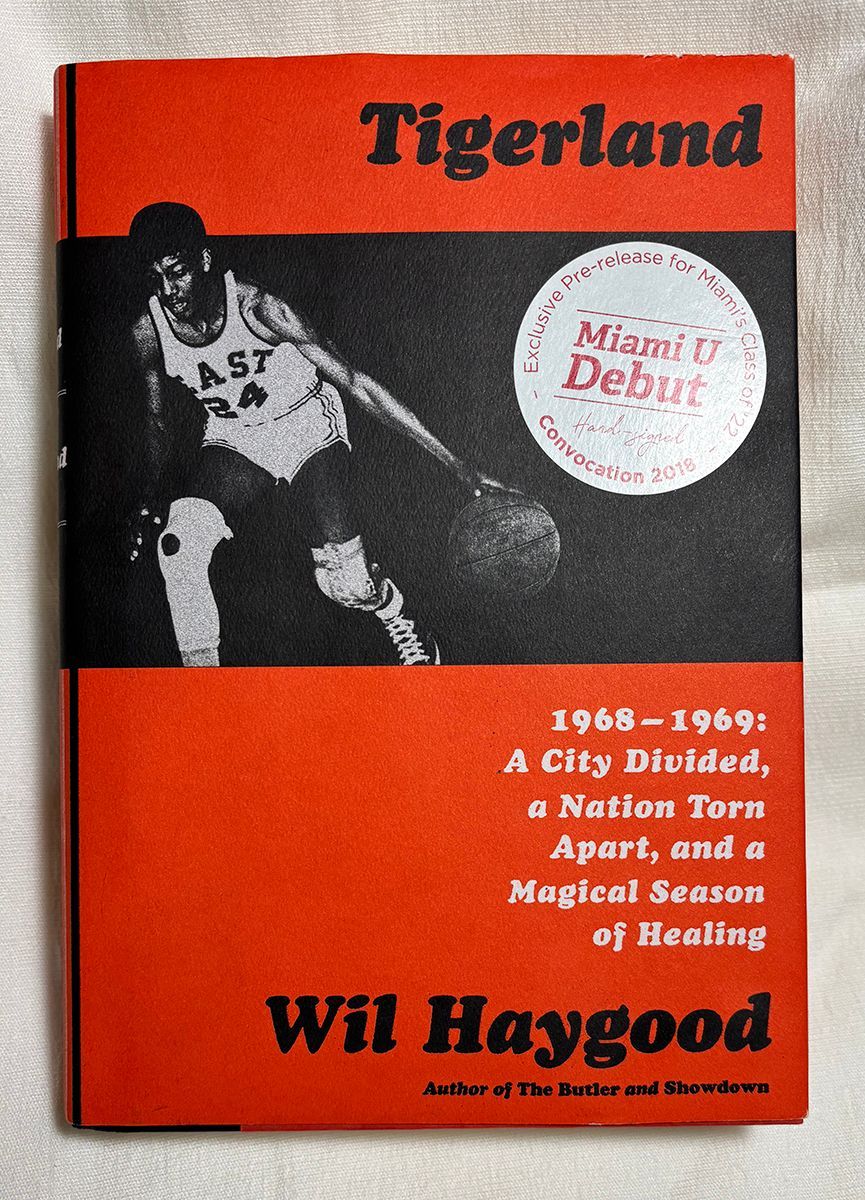 Tigerland
Exclusive Pre-release for Miami's Class of '22
Miami U
Debut
Hand-signed
Convocation 2018
EAST
24
1968–1969:
A City Divided,
a Nation Torn
Apart, and a
Magical Season
of Healing
Wil Haygood
Author of The Butler and Showdown